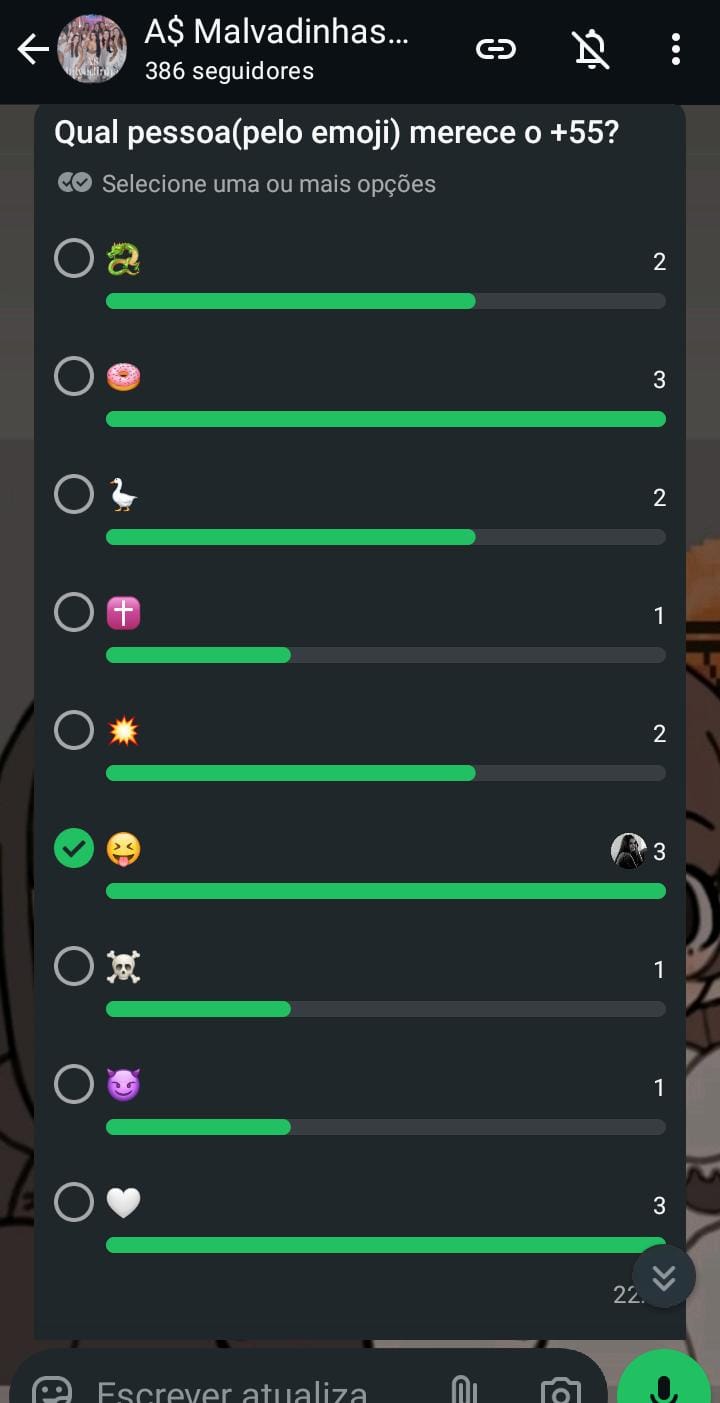 A$ Malvadinhas...
386 seguidores
Qual pessoa(pelo emoji) merece o +55?
Selecione uma ou mais opções
🐉 2
🍩 3
🪿 2
✝️ 1
💥 2
😝 3
☠️ 1
😈 1
🤍 3
22:
Escrever atualiza